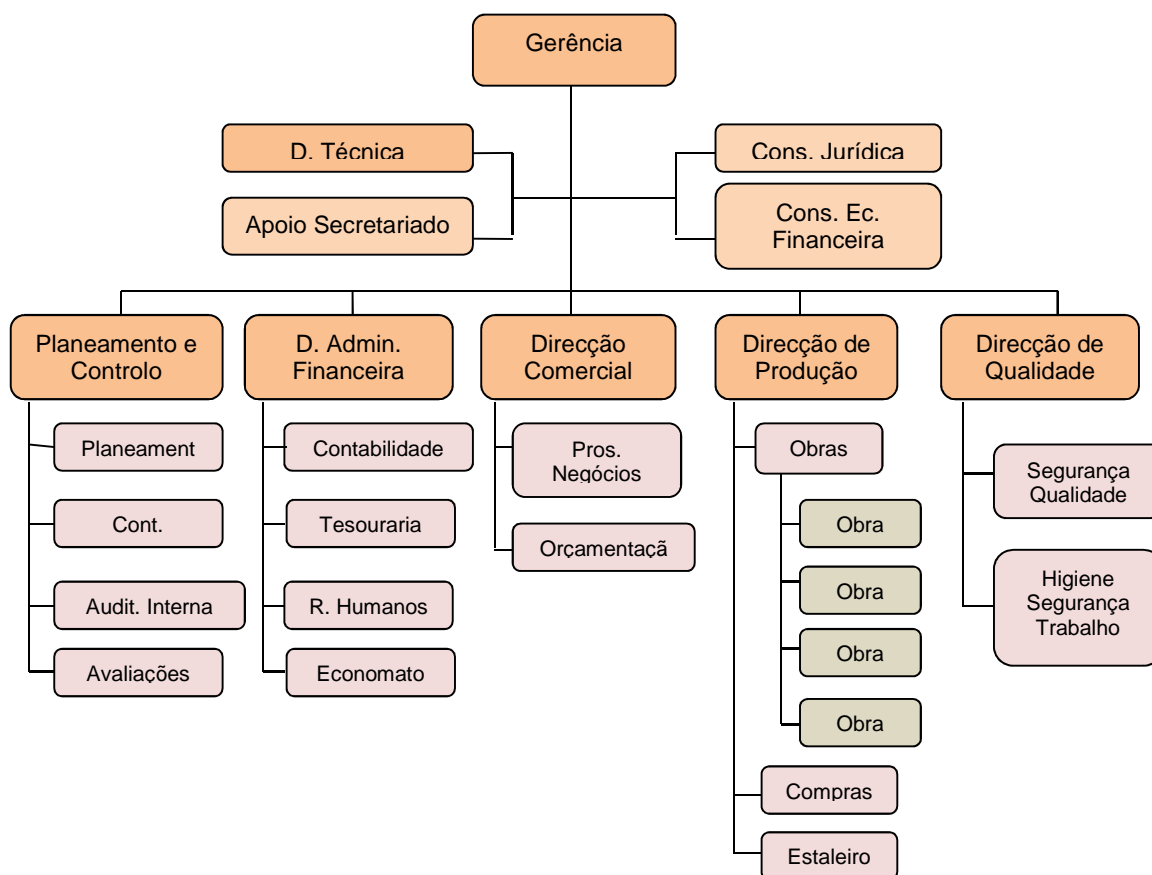 Gerência
D. Técnica
Cons. Jurídica
Apoio Secretariado
Cons. Ec.
Financeira
Planeamento e
Controlo
D. Admin.
Financeira
Direcção
Comercial
Direcção de
Produção
Direcção de
Qualidade
Planeament
Cont.
Audit. Interna
Avaliações
Contabilidade
Tesouraria
R. Humanos
Economato
Pros.
Negócios
Orçamentaçã
Obras
Obra
Obra
Obra
Obra
Compras
Estaleiro
Segurança
Qualidade
Higiene
Segurança
Trabalho